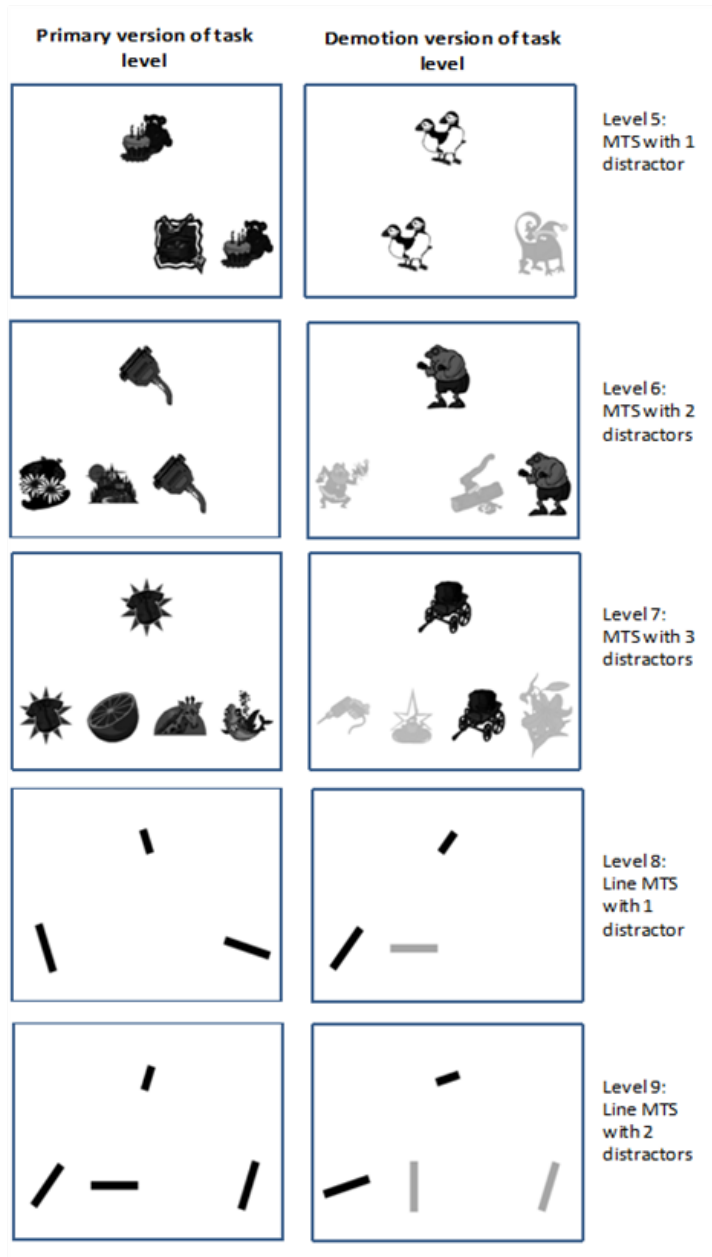 Primary version of task
level
Demotion version of task
level
Level 5:
MTS with 1
distractor
Level 6:
MTS with 2
distractors
Level 7:
MTS with 3
distractors
Level 8:
Line MTS
with 1
distractor
Level 9:
Line MTS
with 2
distractors